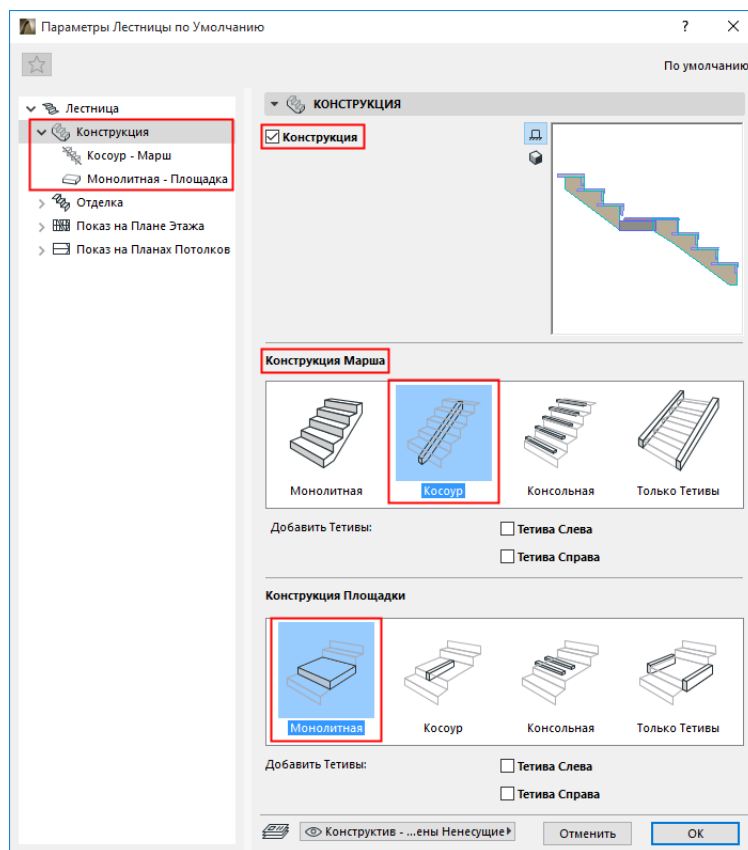 Параметры Лестницы по Умолчанию
?
По умолчанию
Лестница
Конструкция
Косоур - Марш
Монолитная - Площадка
Отделка
Показ на Плане Этажа
Показ на Планах Потолков
КОНСТРУКЦИЯ
Конструкция
Конструкция Марша
Монолитная Косоур Консольная Только Тетивы
Добавить Тетивы: Тетива Слева
Тетива Справа
Конструкция Площадки
Монолитная Косоур Консольная Только Тетивы
Добавить Тетивы: Тетива Слева
Тетива Справа
Конструктив - ...ены Ненесущие Отменить ОК